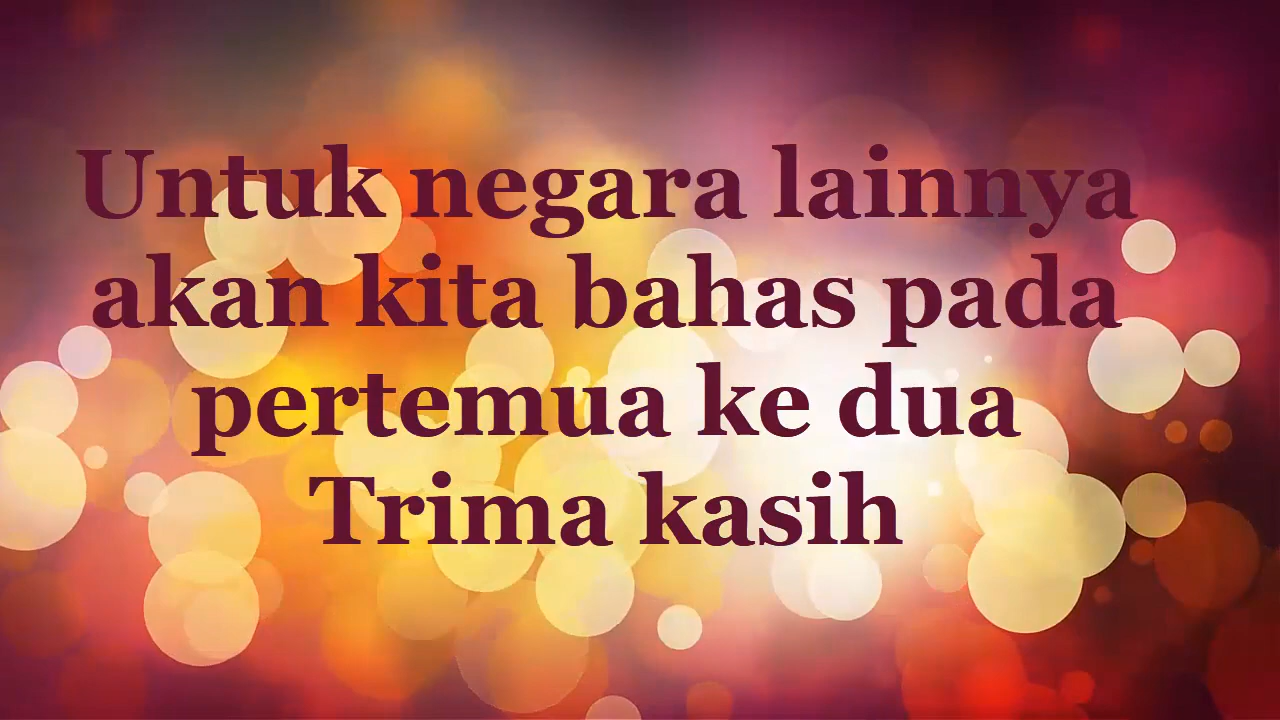 Untuk negara lainnya
akan kita bahas pada
pertemua ke dua
Trima kasih